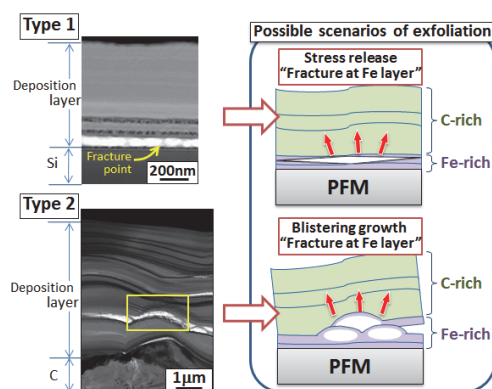 Type 1
Deposition
layer
Si
Fracture
point
200nm
Type 2
Deposition
layer
C
1μm
Possible scenarios of exfoliation
Stress release
"Fracture at Fe layer"
C-rich
Fe-rich
PFM
Blistering growth
"Fracture at Fe layer"
C-rich
Fe-rich
PFM